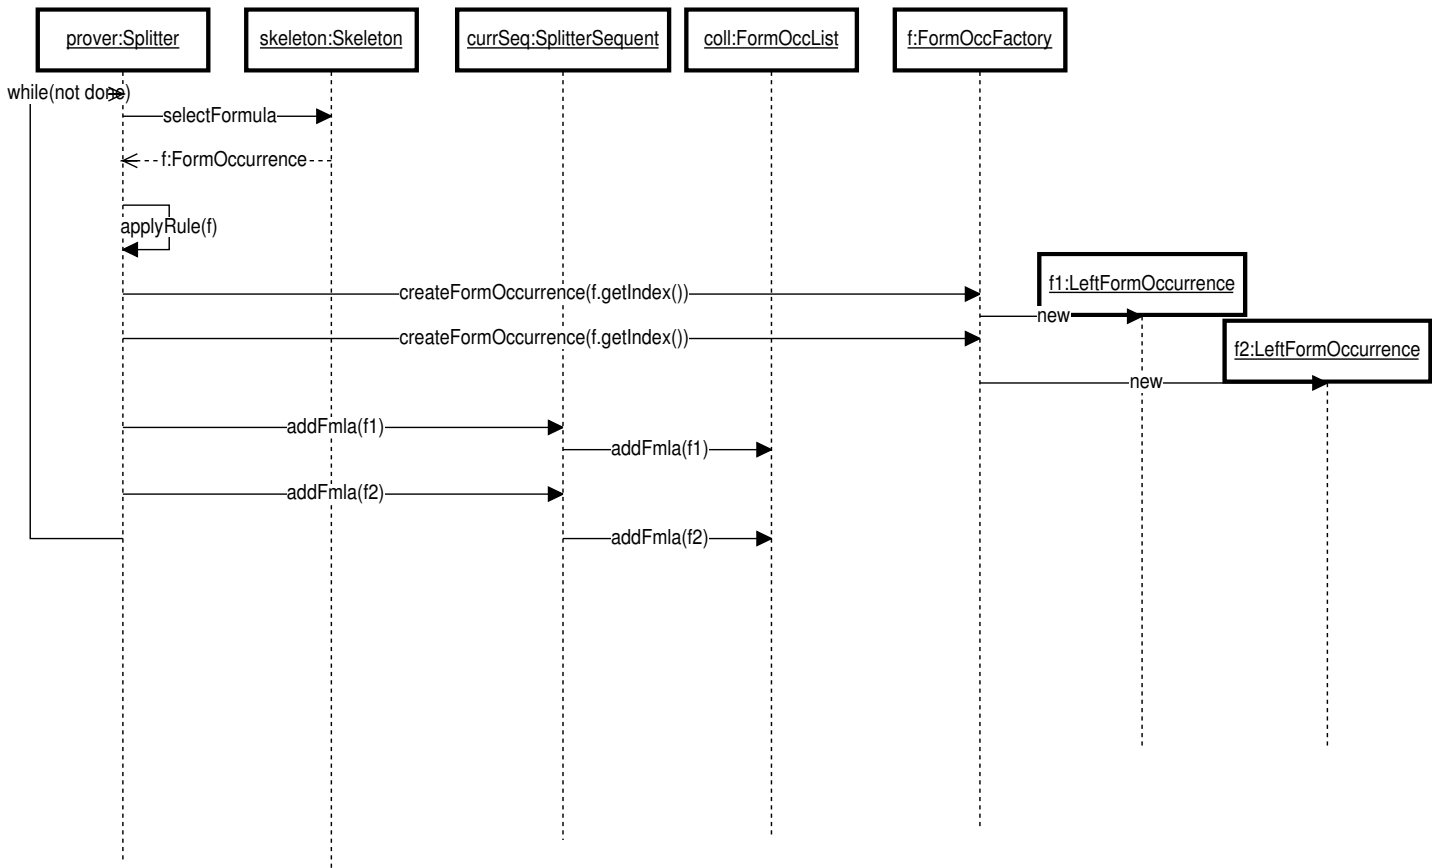 prover:Splitter
skeleton:Skeleton
currSeq:SplitterSequent
coll:FormOccList
f:FormOccFactory
while(not done)
selectFormula
f:FormOccurrence
applyRule(f)
f1:LeftFormOccurrence
createFormOccurrence(f.getIndex())
new
createFormOccurrence(f.getIndex())
f2:LeftFormOccurrence
new
addFmla(f1)
addFmla(f1)
addFmla(f2)
addFmla(f2)